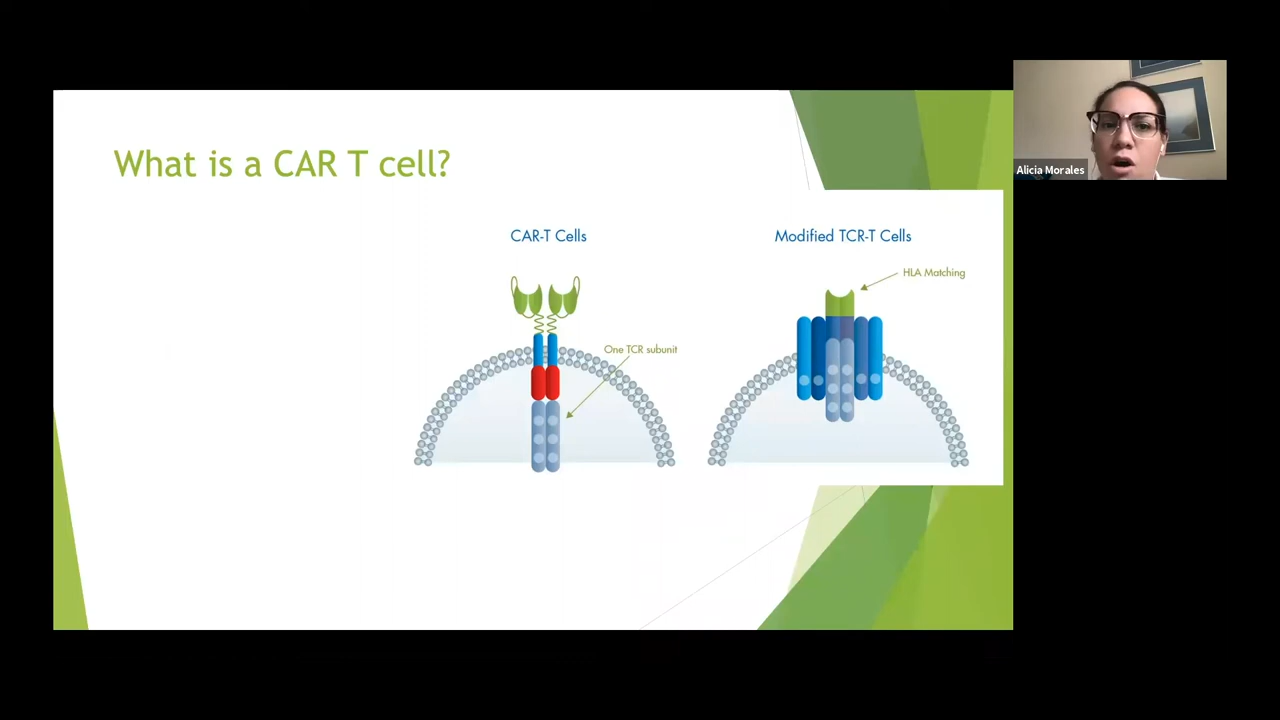 What is a CAR T cell?
CAR-T Cells
Modified TCR-T Cells
HLA Matching
One TCR subunit
Alicia Morales